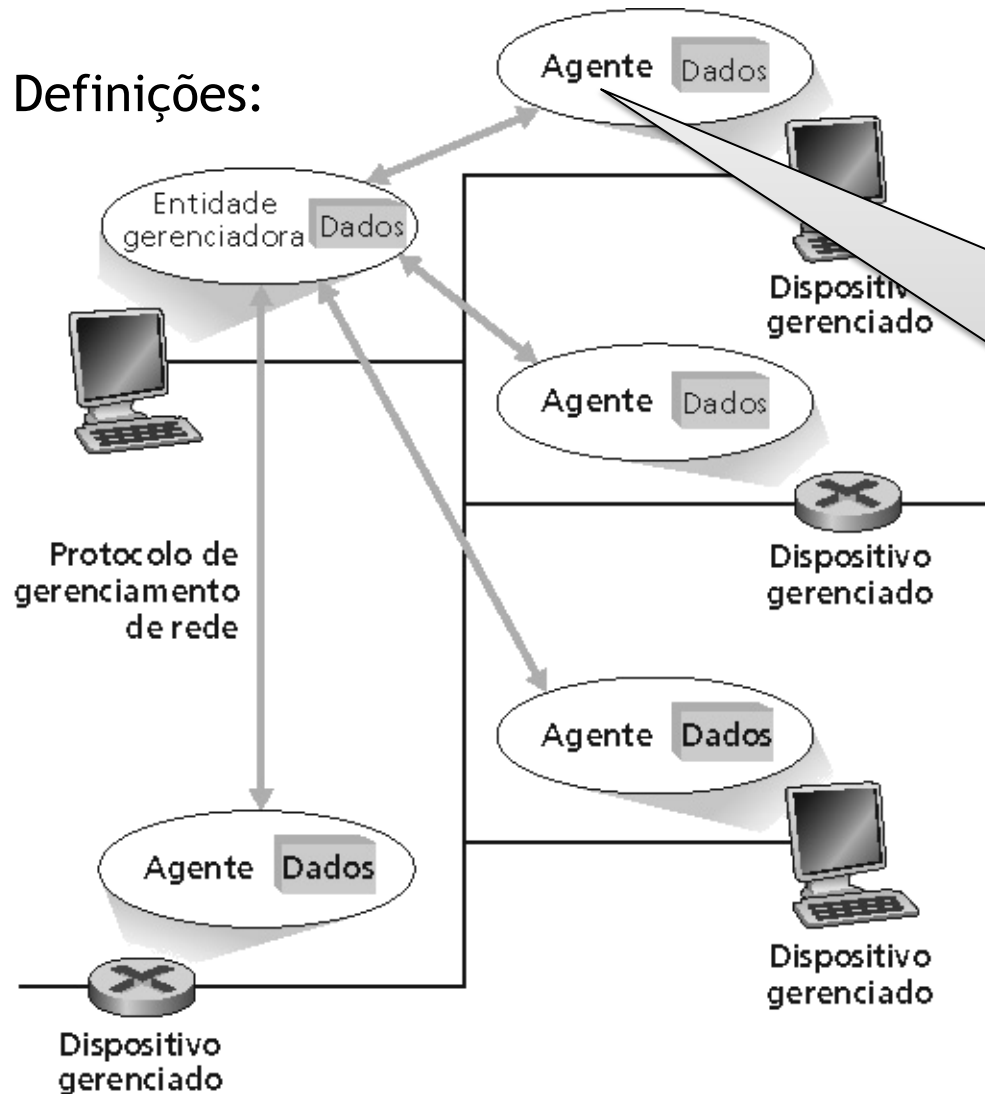 Definições:
Agente Dados
Entidade
gerenciadora Dados
Dispositiv
gerenciado
Agente Dados
Dispositivo
gerenciado
Protocolo de
gerenciamento
de rede
Agente Dados
Agente Dados
Dispositivo
gerenciado
Dispositivo
gerenciado